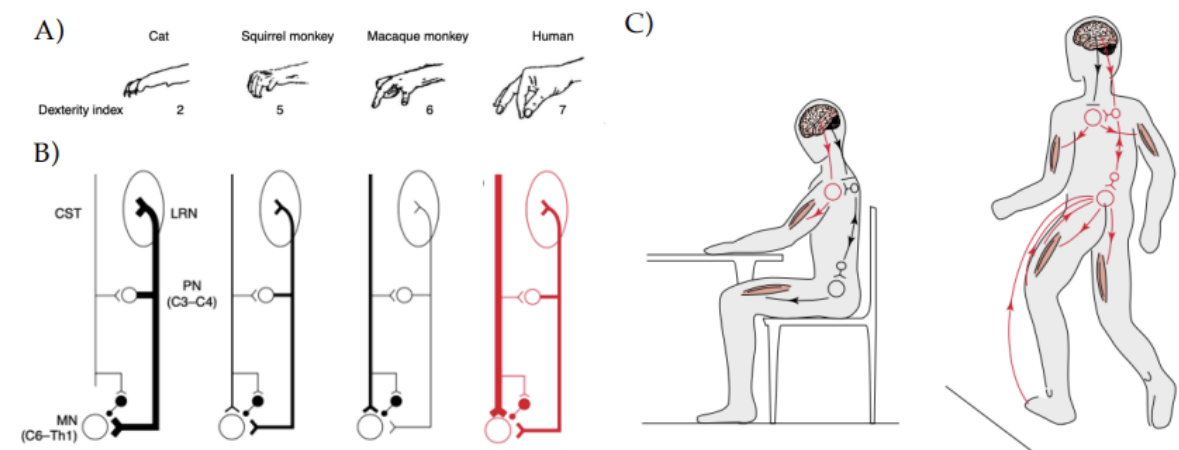 A)
Cat Squirrel monkey Macaque monkey Human
Dexterity index 2 5 6 7
B)
CST LRN
PN
(C3–C4)
MN
(C6–Th1)
C)